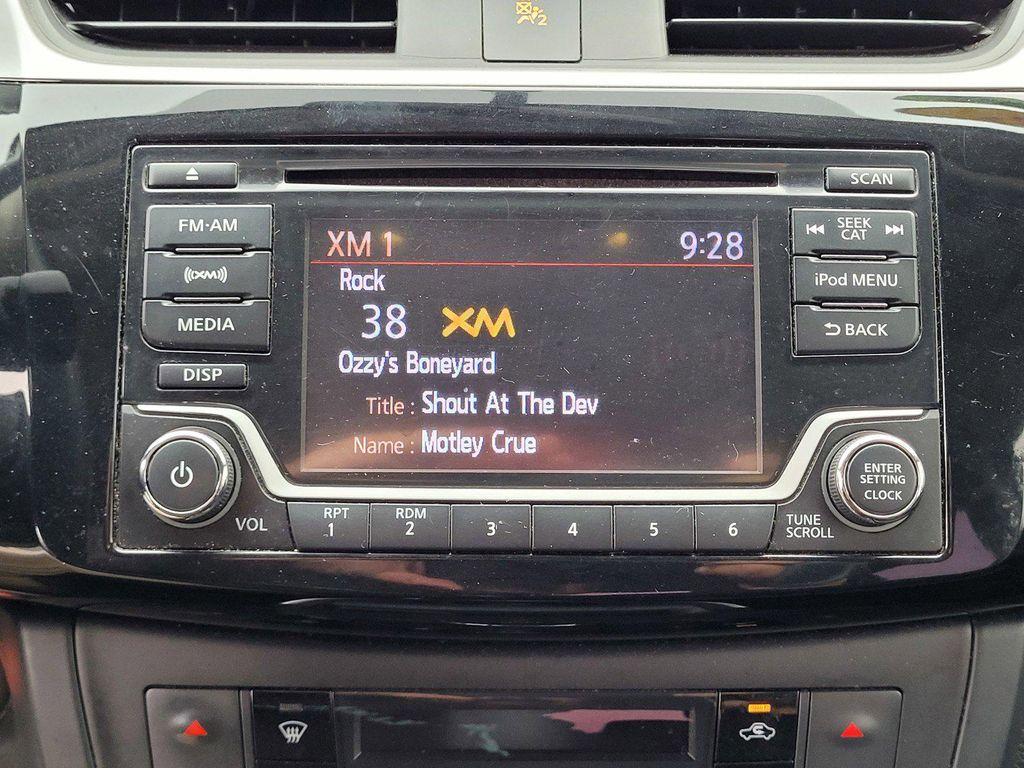 2
SCAN
FM·AM
SEEK
CAT
XM 1 9:28
Rock
((XM))
iPod MENU
38 XM
MEDIA
BACK
Ozzy's Boneyard
DISP
Title : Shout At The Dev
Name : Motley Crue
ENTER
SETTING
CLOCK
VOL
RPT
1
RDM
2
3
4
5
6
TUNE
SCROLL